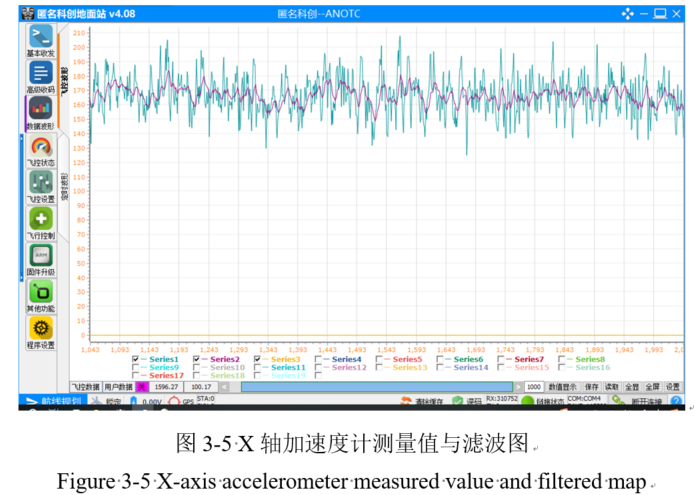 匿名科创地面站 v4.08
匿名科创--ANOTC
基本收发
高级收码
数据波形
飞控状态
飞控设置
飞行控制
固件升级
其他功能
程序设置
飞控波形
定时波形
210
200
190
180
170
160
150
140
130
120
110
100
90
80
70
60
50
40
30
20
10
0
1,043 1,093 1,143 1,193 1,243 1,293 1,343 1,393 1,443 1,493 1,543 1,593 1,643 1,693 1,743 1,793 1,843 1,893 1,943 1,993 2,0
Series1 Series2 Series3 Series4 Series5 Series6 Series7 Series8
Series9 Series10 Series11 Series12 Series13 Series14 Series15 Series16
Series17 Series18 Series19
飞控数据 用户数据 关 1596.27 100.17 1000 数值显示 保存 读取 全显 全屏 设置
航线规划 锁定 0.00V GPS STA:0 清除缓存 误码 RX:310752 链接状态 COM:COM4 断开连接
图 3-5 X 轴加速度计测量值与滤波图
Figure 3-5 X-axis accelerometer measured value and filtered map